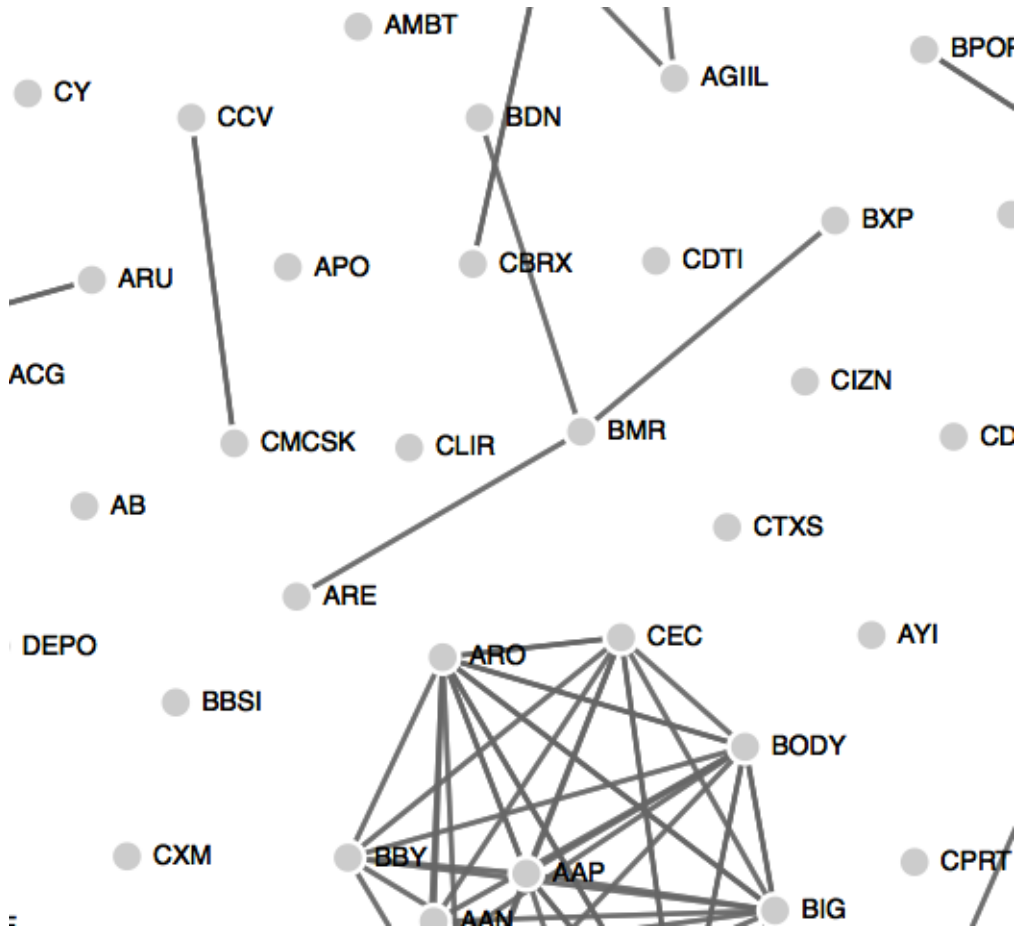 AMBT
BPOP
AGIIL
CY
CCV
BDN
BXP
CDTI
CBRX
APO
ARU
ACG
CIZN
BMR
CD
CMCSK
CLIR
AB
CTXS
ARE
AYI
CEC
DEPO
ARO
BBSI
BODY
CXM
BBY
CPRT
AAP
BIG
AAN